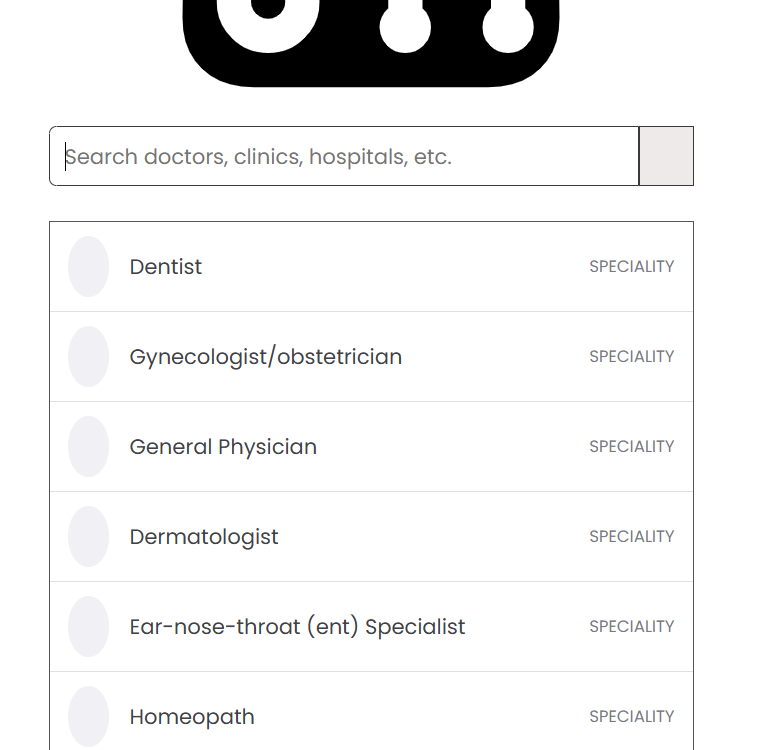 Search doctors, clinics, hospitals, etc.
Dentist SPECIALITY
Gynecologist/obstetrician SPECIALITY
General Physician SPECIALITY
Dermatologist SPECIALITY
Ear-nose-throat (ent) Specialist SPECIALITY
Homeopath SPECIALITY